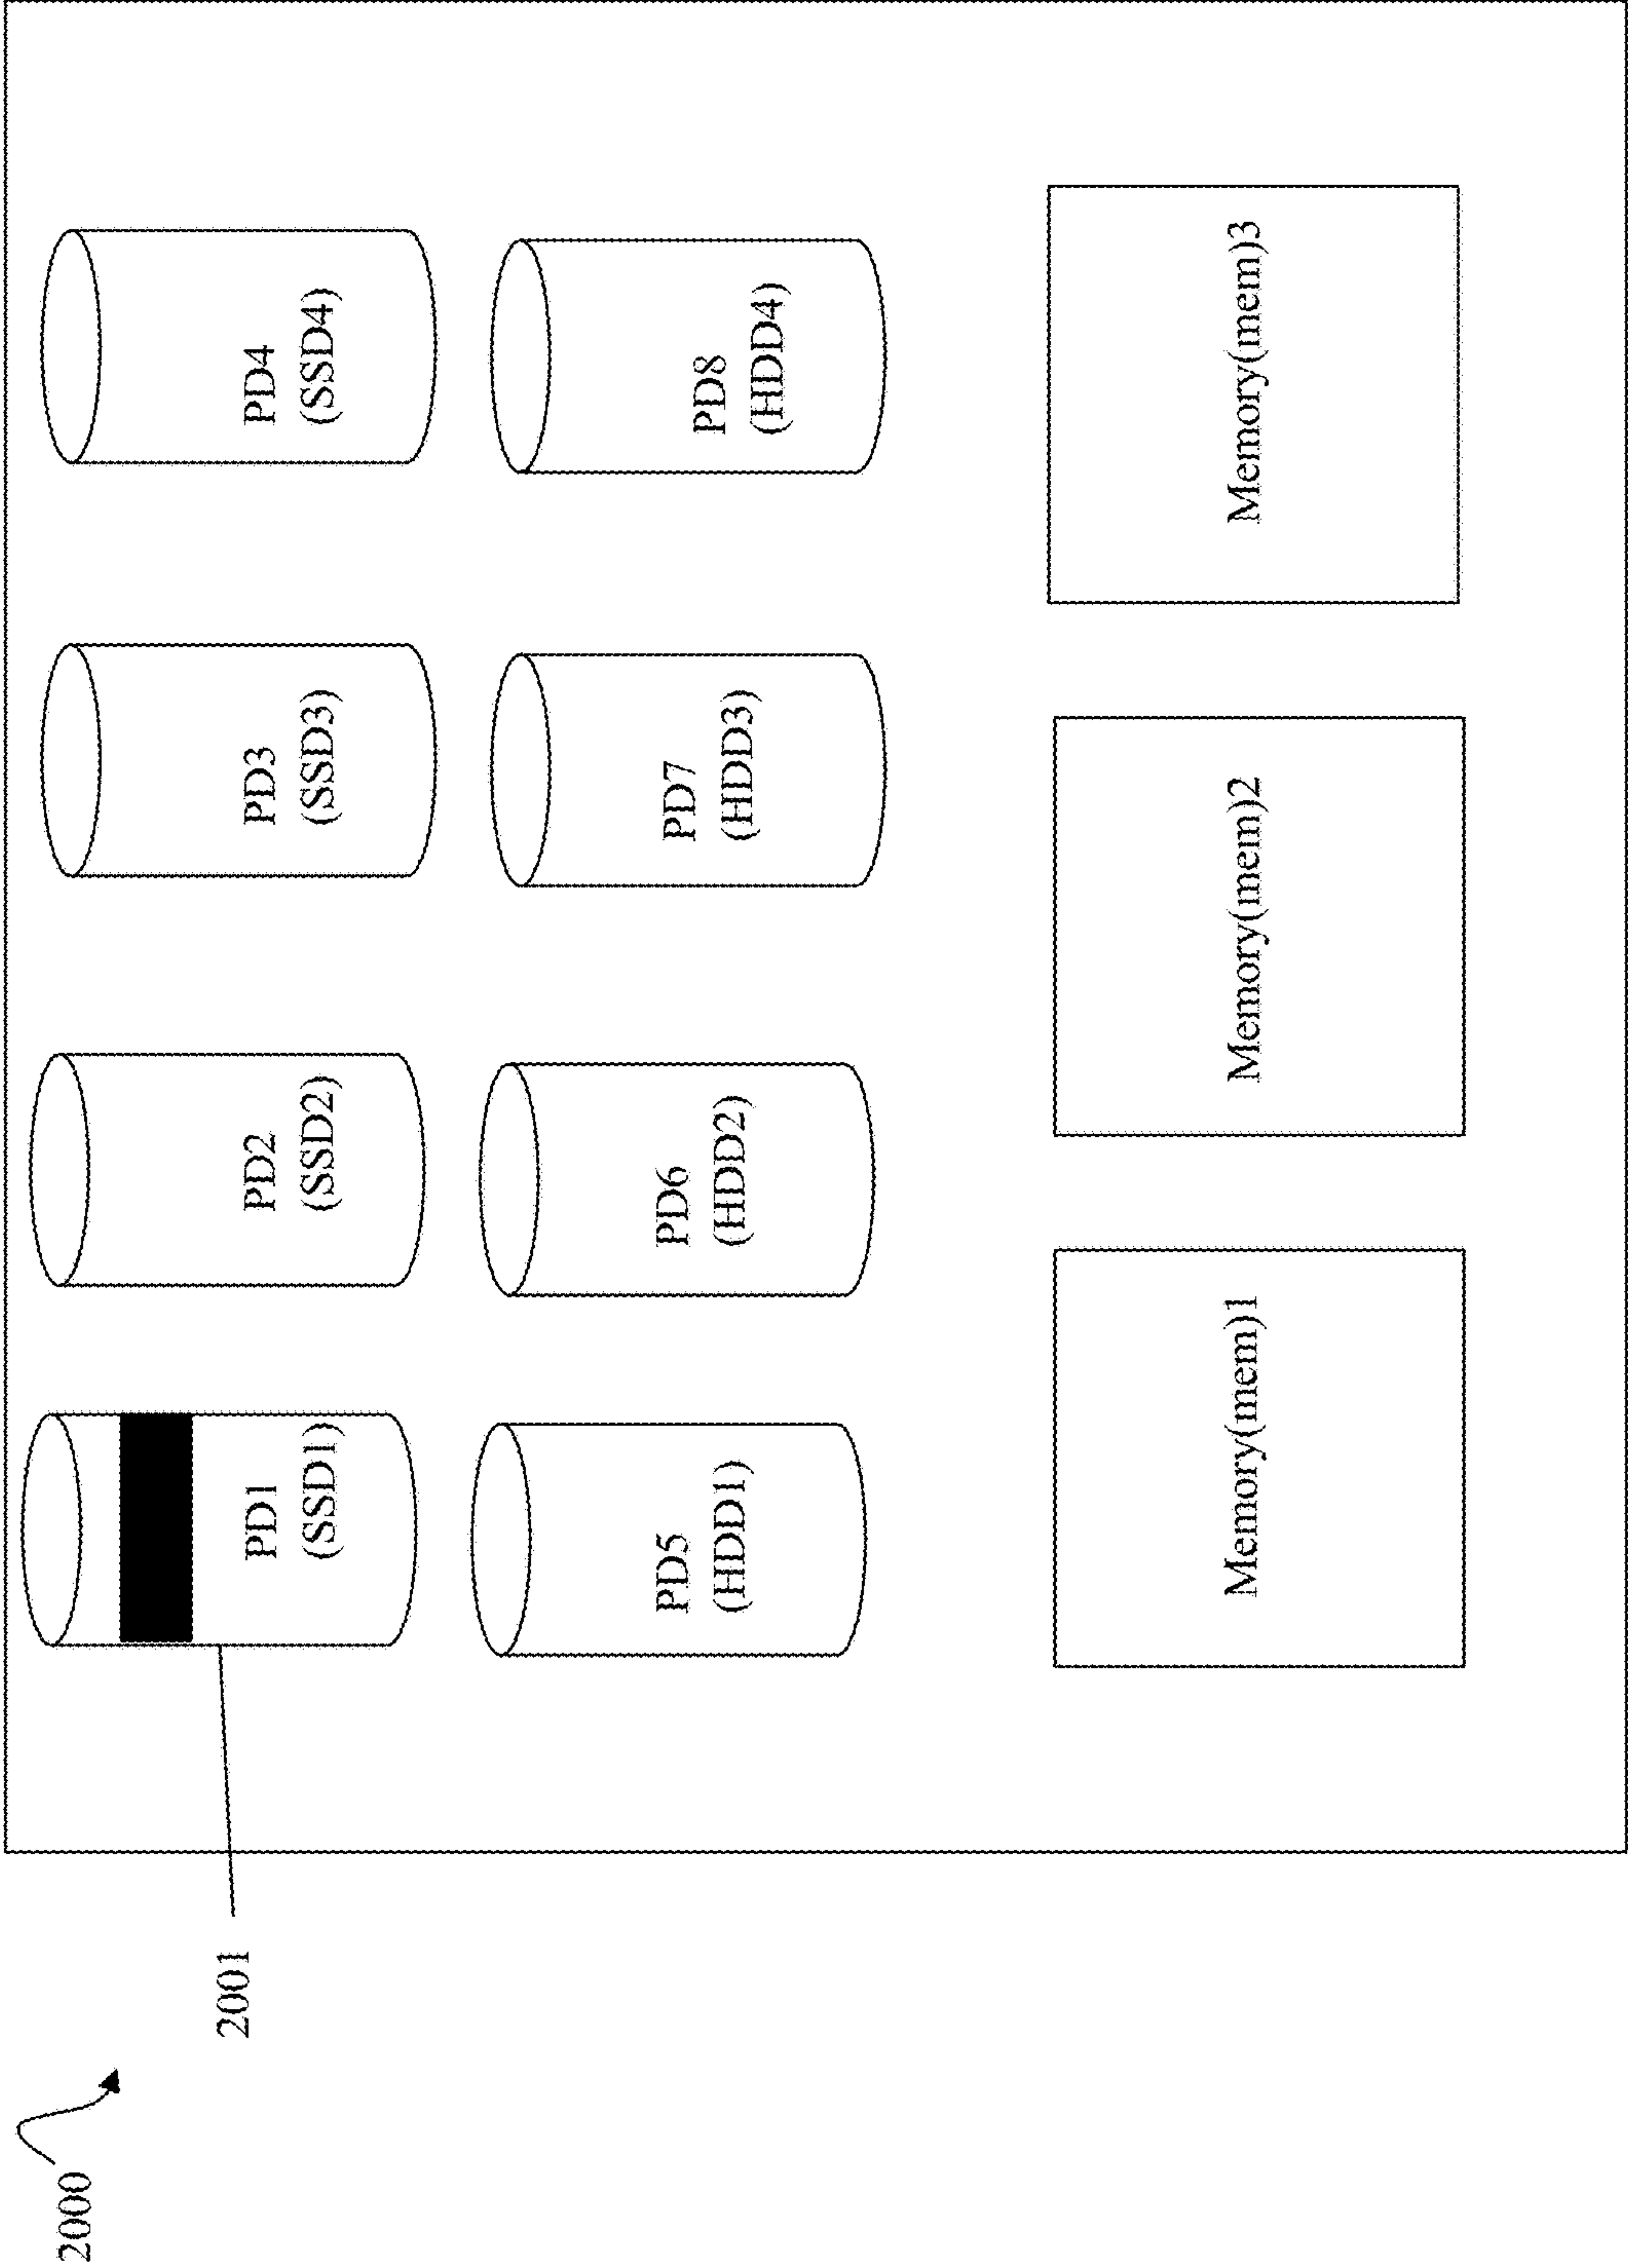 2000
2001
PD1
(SSD1)
PD2
(SSD2)
PD3
(SSD3)
PD4
(SSD4)
PD5
(HDD1)
PD6
(HDD2)
PD7
(HDD3)
PD8
(HDD4)
Memory(mem)1
Memory(mem)2
Memory(mem)3